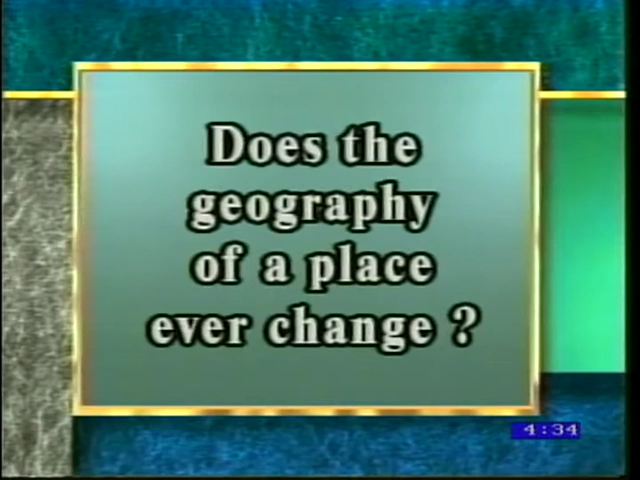 Does the
geography
of a place
ever change ?
4:34